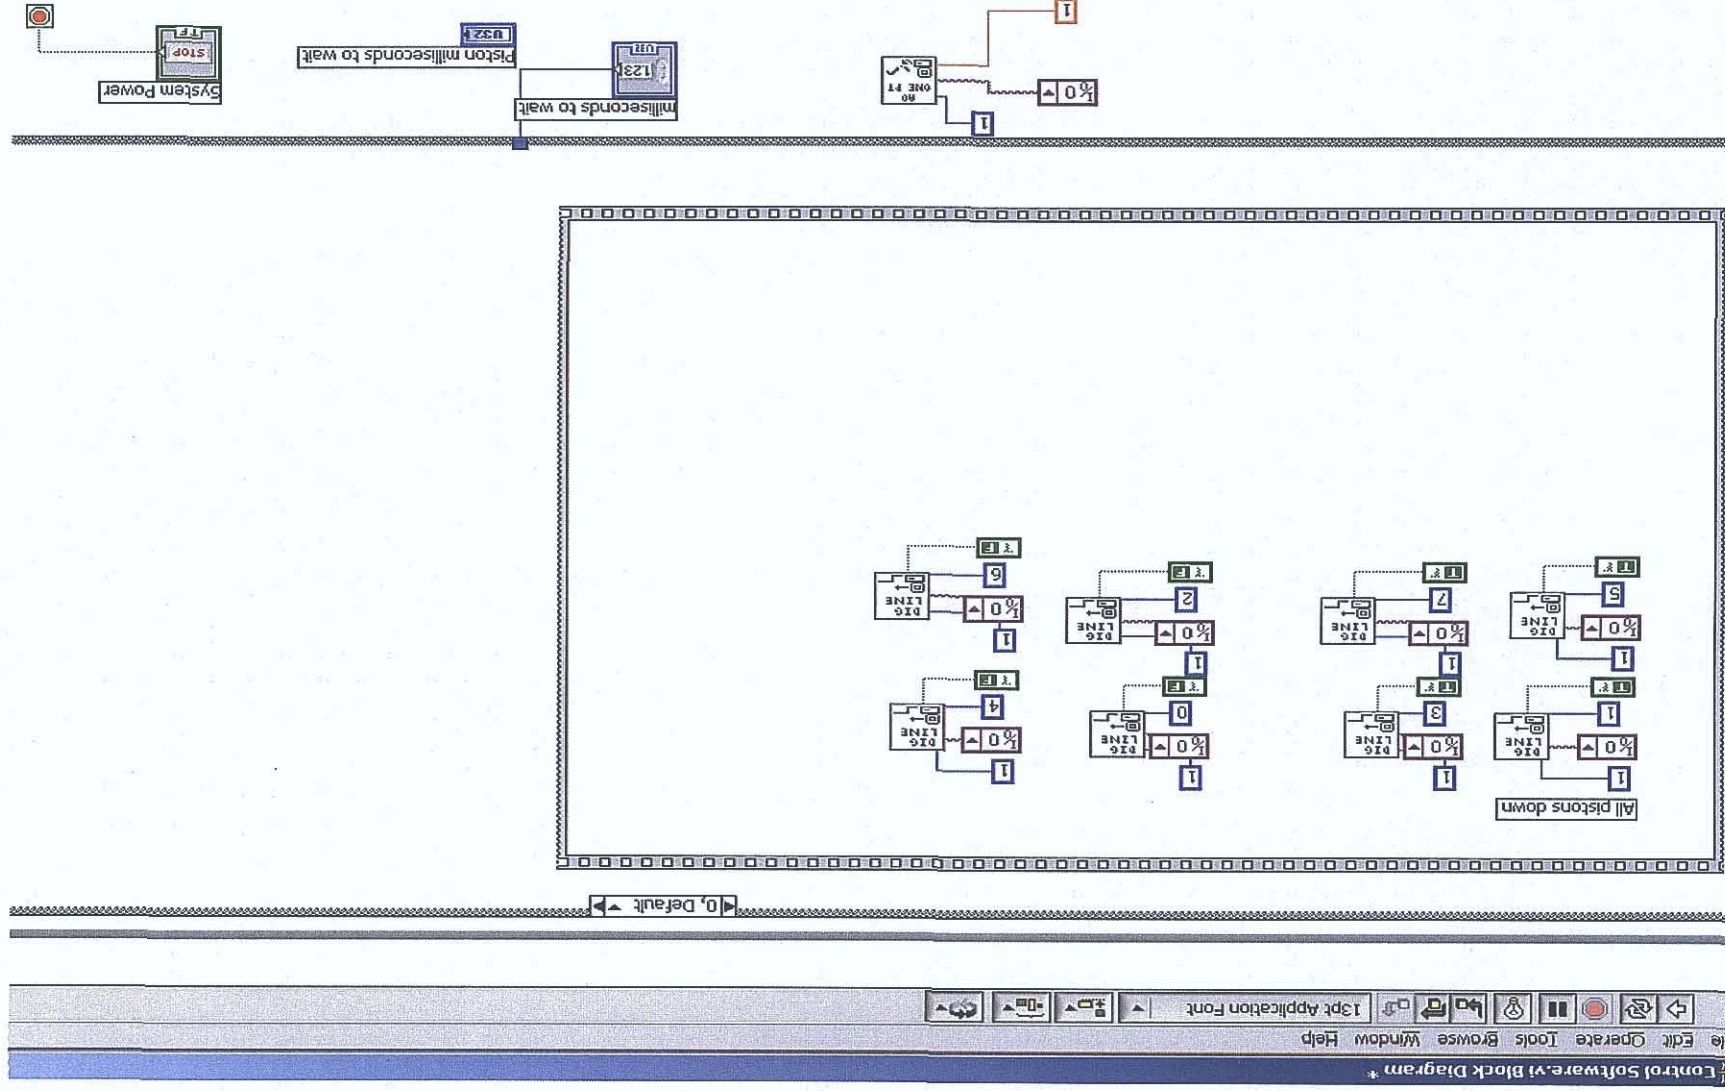 Control Software.vi Block Diagram *
Edit Operate Tools Browse Window Help
13pt Application Font
0, Default
All pistons down
1
1
1
1
I/O 0
I/O 0
I/O 0
I/O 0
DIG LINE
DIG LINE
DIG LINE
DIG LINE
1
3
0
4
T F
T F
T F
T F
1
1
1
1
I/O 0
I/O 0
I/O 0
I/O 0
DIG LINE
DIG LINE
DIG LINE
DIG LINE
5
7
2
6
T F
T F
T F
T F
1
AO ONE PT
I/O 0
1
milliseconds to wait
123
U32
Piston milliseconds to wait
U32
System Power
STOP
TF